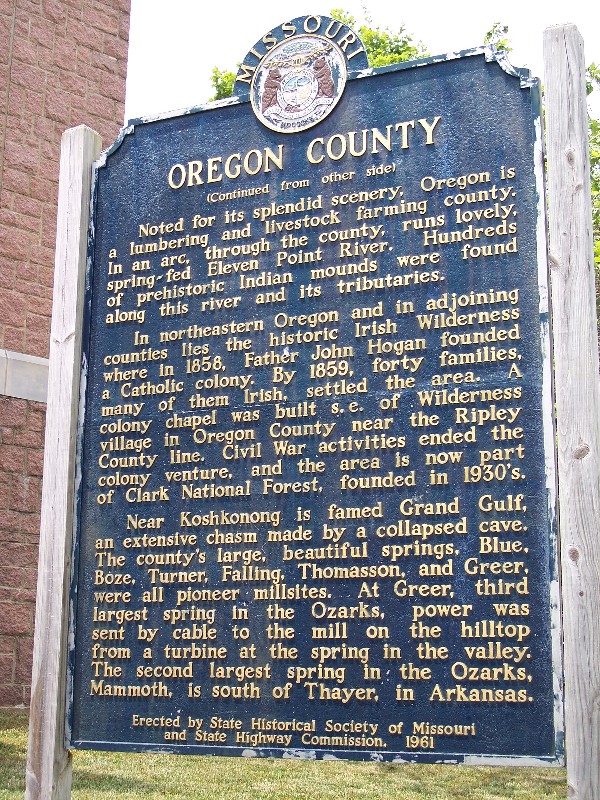 MISSOURI
OREGON COUNTY
(Continued from other side)
Noted for its splendid scenery, Oregon is
a lumbering and livestock farming county.
In an arc, through the county, runs lovely,
spring-fed Eleven Point River. Hundreds
of prehistoric Indian mounds were found
along this river and its tributaries.
In northeastern Oregon and in adjoining
counties lies the historic Irish Wilderness
where in 1858, Father John Hogan founded
a Catholic colony. By 1859, forty families,
many of them Irish, settled the area. A
colony chapel was built s.e. of Wilderness
village in Oregon County near the Ripley
County line. Civil War activities ended the
colony venture, and the area is now part
of Clark National Forest, founded in 1930's.
Near Koshkonong is famed Grand Gulf,
an extensive chasm made by a collapsed cave.
The county's large, beautiful springs, Blue,
Boze, Turner, Falling, Thomasson, and Greer,
were all pioneer millsites. At Greer, third
largest spring in the Ozarks, power was
sent by cable to the mill on the hilltop
from a turbine at the spring in the valley.
The second largest spring in the Ozarks,
Mammoth, is south of Thayer, in Arkansas.
Erected by State Historical Society of Missouri
and State Highway Commission, 1961